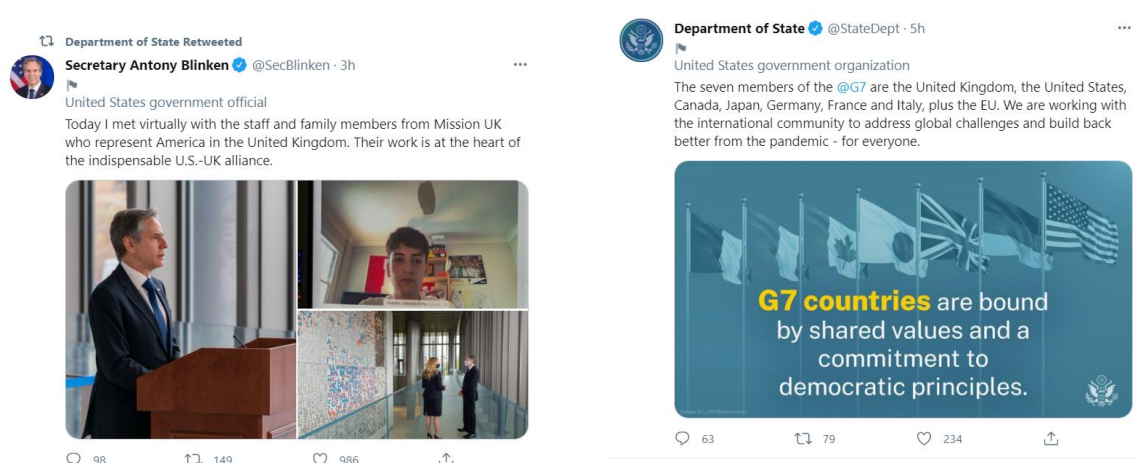 Department of State Retweeted
Secretary Antony Blinken @SecBlinken · 3h
United States government official
Today I met virtually with the staff and family members from Mission UK
who represent America in the United Kingdom. Their work is at the heart of
the indispensable U.S.-UK alliance.
98 149 986
Department of State @StateDept · 5h
United States government organization
The seven members of the @G7 are the United Kingdom, the United States,
Canada, Japan, Germany, France and Italy, plus the EU. We are working with
the international community to address global challenges and build back
better from the pandemic - for everyone.
G7 countries are bound
by shared values and a
commitment to
democratic principles.
63 79 234